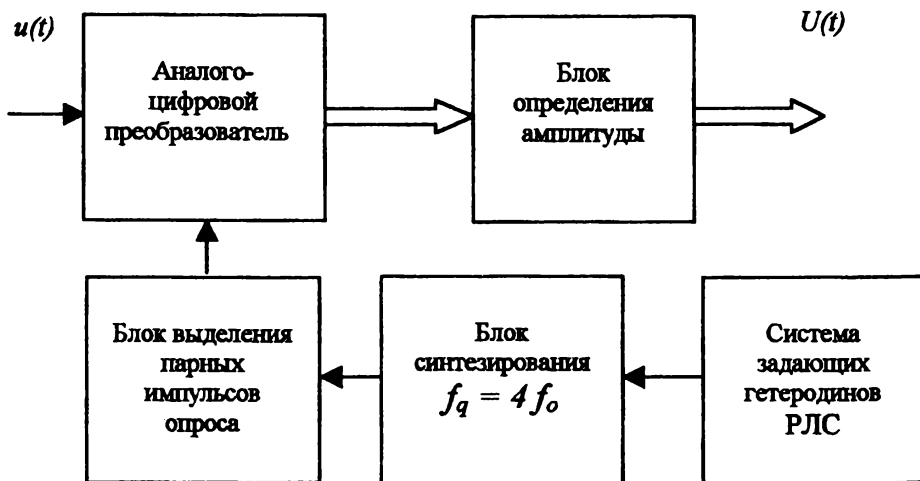 u(t)
U(t)
Аналого-
цифровой
преобразователь
Блок
определения
амплитуды
Блок выделения
парных
импульсов
опроса
Блок
синтезирования
f_q = 4 f_o
Система
задающих
гетеродинов
РЛС